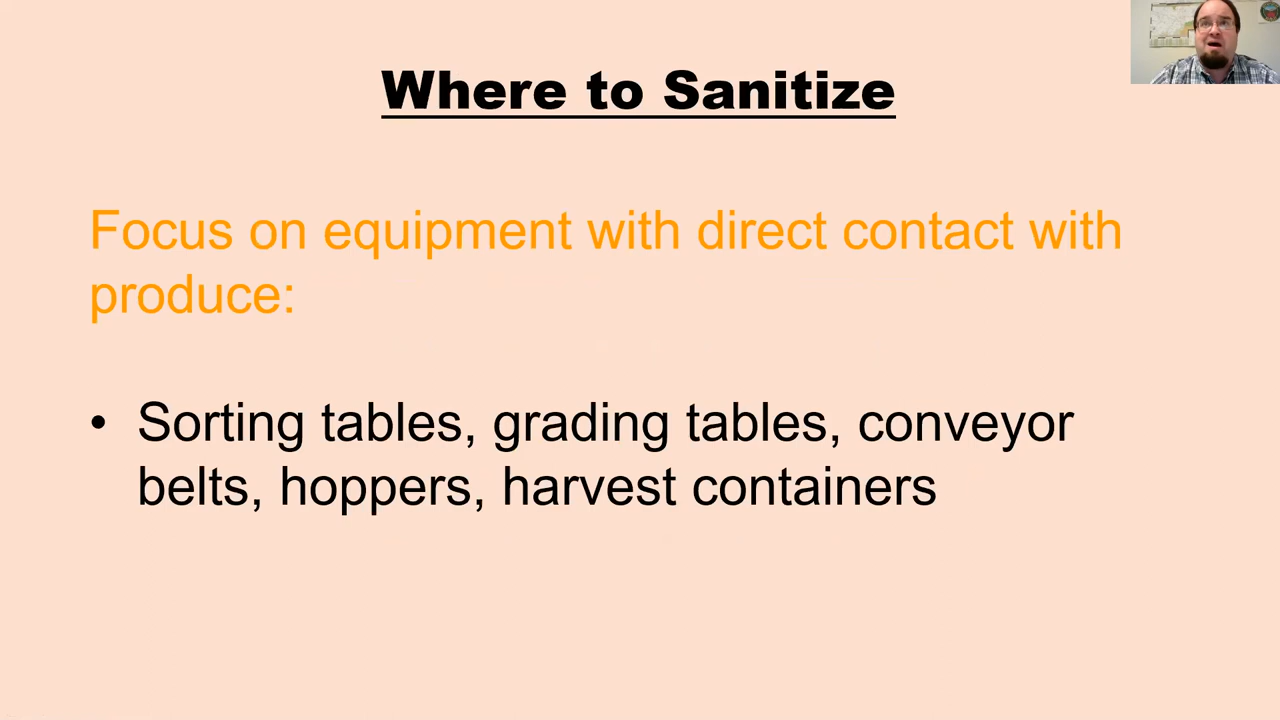 Where to Sanitize
Focus on equipment with direct contact with
produce:
• Sorting tables, grading tables, conveyor
belts, hoppers, harvest containers